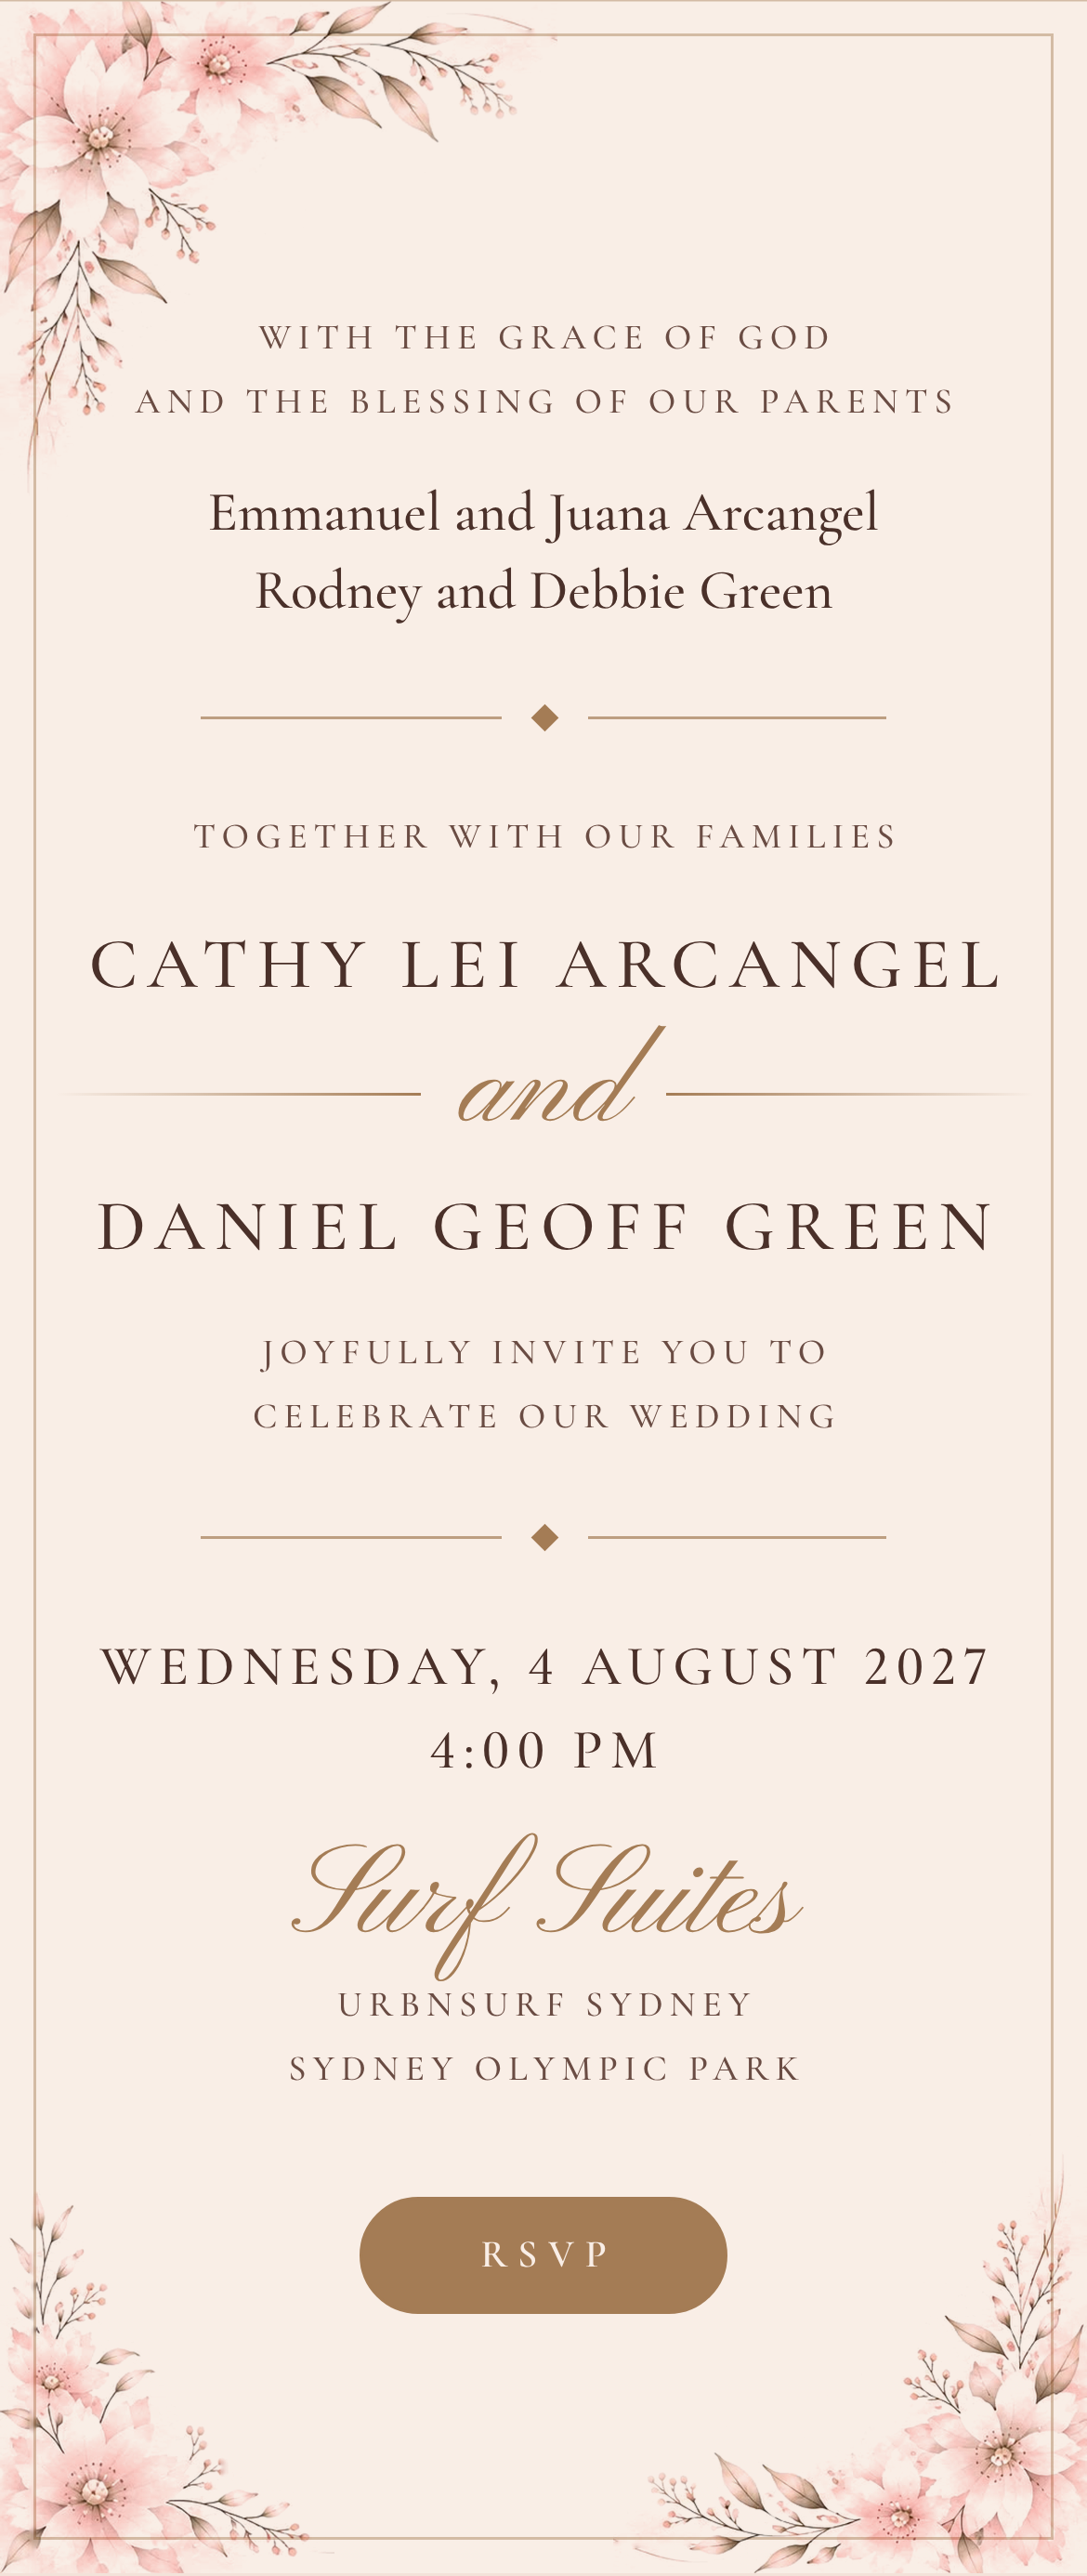 WITH THE GRACE OF GOD
AND THE BLESSING OF OUR PARENTS
Emmanuel and Juana Arcangel
Rodney and Debbie Green
TOGETHER WITH OUR FAMILIES
CATHY LEI ARCANGEL
and
DANIEL GEOFF GREEN
JOYFULLY INVITE YOU TO
CELEBRATE OUR WEDDING
WEDNESDAY, 4 AUGUST 2027
4:00 PM
Surf Suites
URBNSURF SYDNEY
SYDNEY OLYMPIC PARK
RSVP